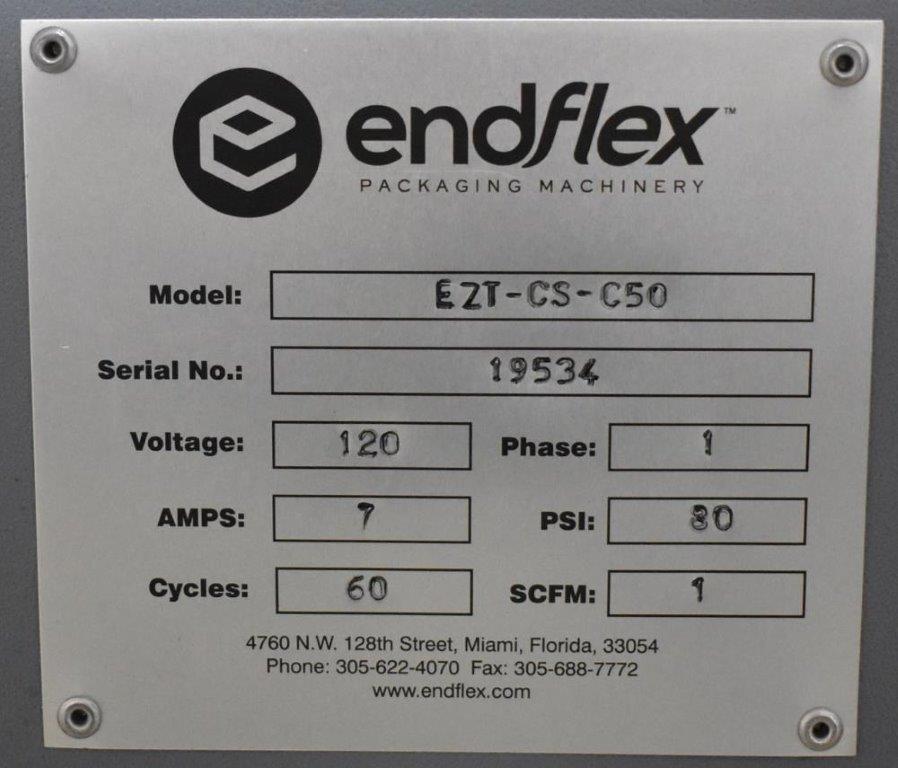 endflex™
PACKAGING MACHINERY
Model: EZT-CS-C50
Serial No.: 19534
Voltage: 120 Phase: 1
AMPS: 7 PSI: 80
Cycles: 60 SCFM: 1
4760 N.W. 128th Street, Miami, Florida, 33054
Phone: 305-622-4070 Fax: 305-688-7772
www.endflex.com